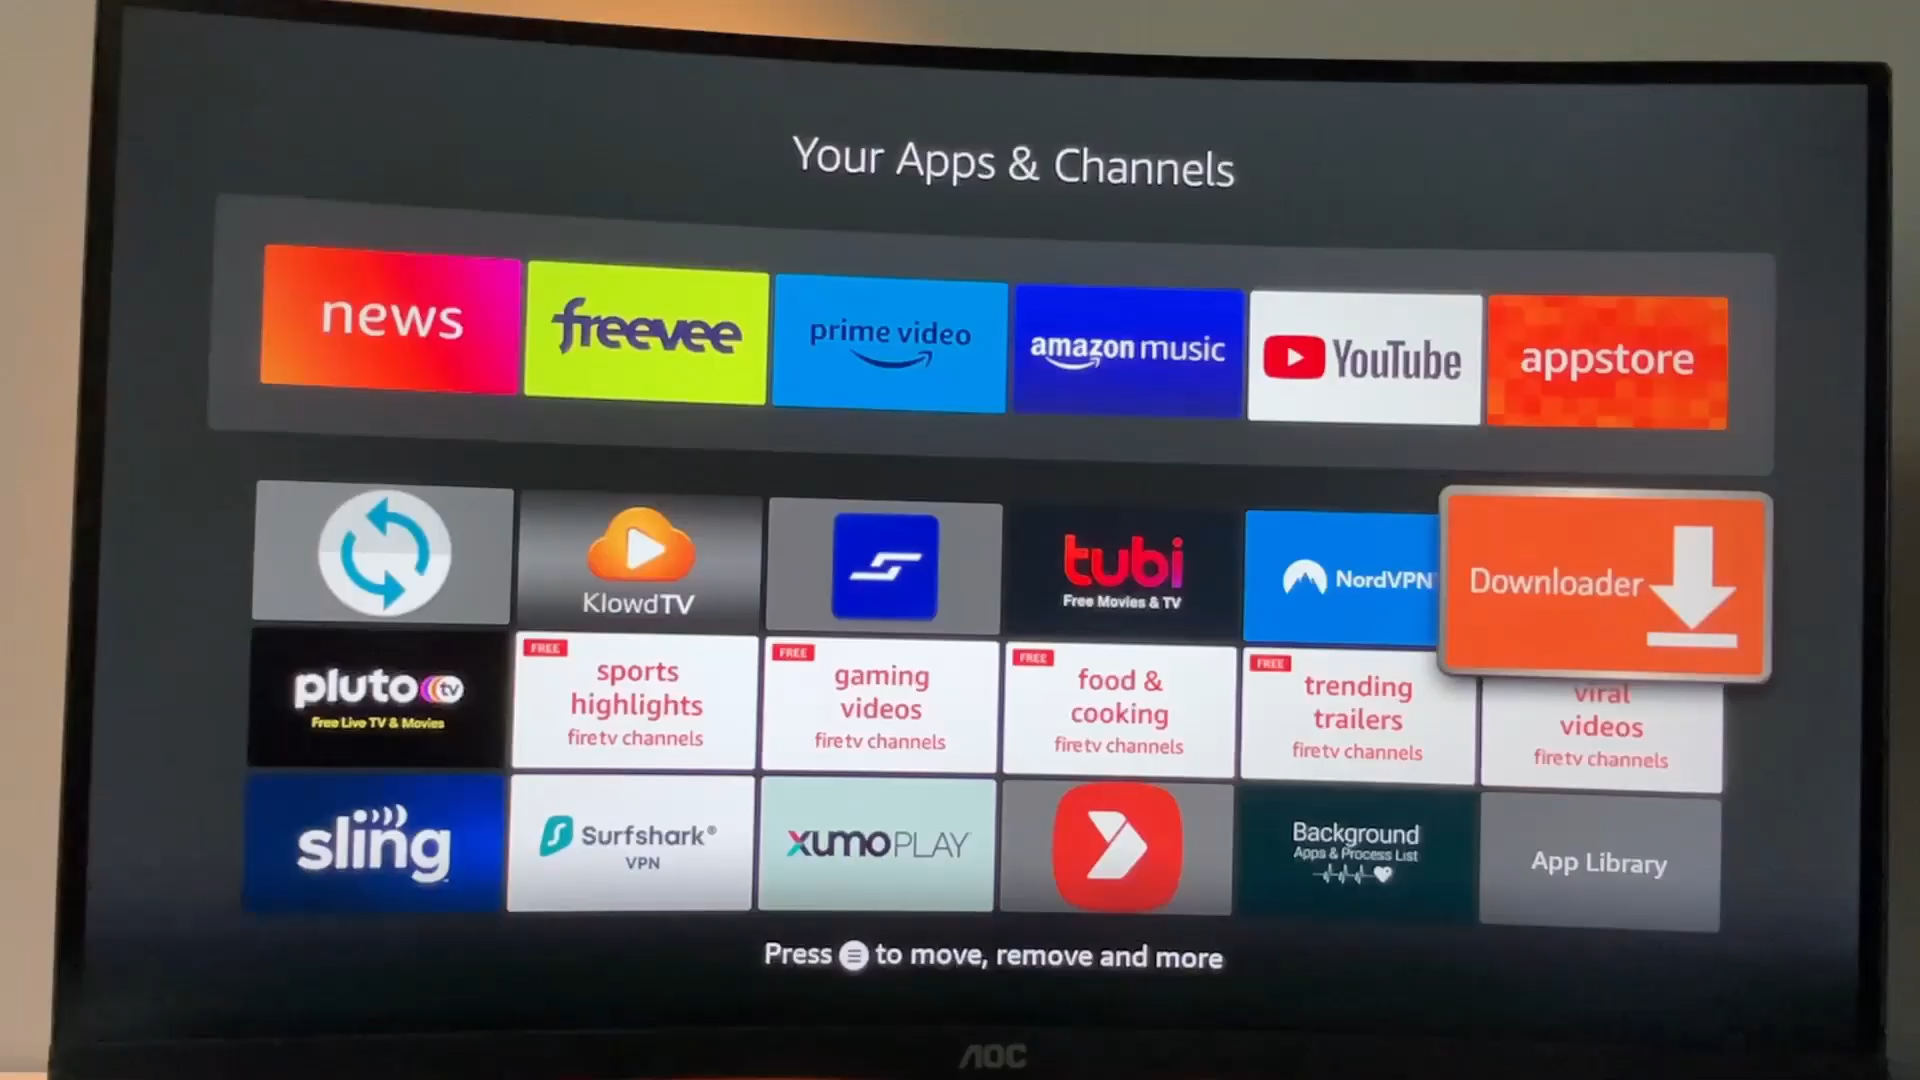 Your Apps & Channels
news
freevee
prime video
amazon music
YouTube
appstore
KlowdTV
tubi
Free Movies & TV
NordVPN
Downloader
pluto tv
Free Live TV & Movies
FREE
sports
highlights
firetv channels
FREE
gaming
videos
firetv channels
FREE
food &
cooking
firetv channels
FREE
trending
trailers
firetv channels
viral
videos
firetv channels
sling
Surfshark®
VPN
xumo PLAY
Background
Apps & Process List
App Library
Press to move, remove and more
AOC